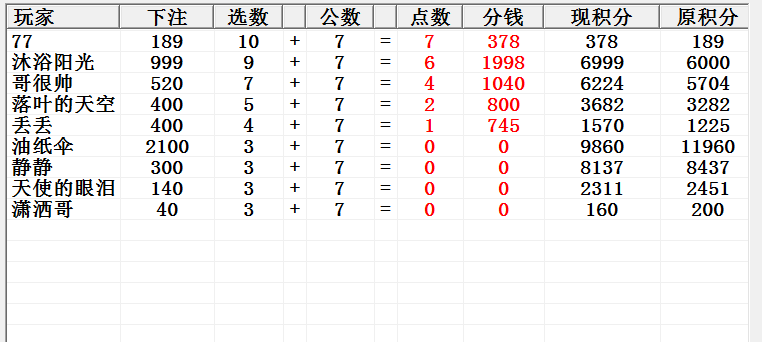 玩家 下注 选数 公数 点数 分钱 现积分 原积分
77 189 10 + 7 = 7 378 378 189
沐浴阳光 999 9 + 7 = 6 1998 6999 6000
哥很帅 520 7 + 7 = 4 1040 6224 5704
落叶的天空 400 5 + 7 = 2 800 3682 3282
丢丢 400 4 + 7 = 1 745 1570 1225
油纸伞 2100 3 + 7 = 0 0 9860 11960
静静 300 3 + 7 = 0 0 8137 8437
天使的眼泪 140 3 + 7 = 0 0 2311 2451
潇洒哥 40 3 + 7 = 0 0 160 200